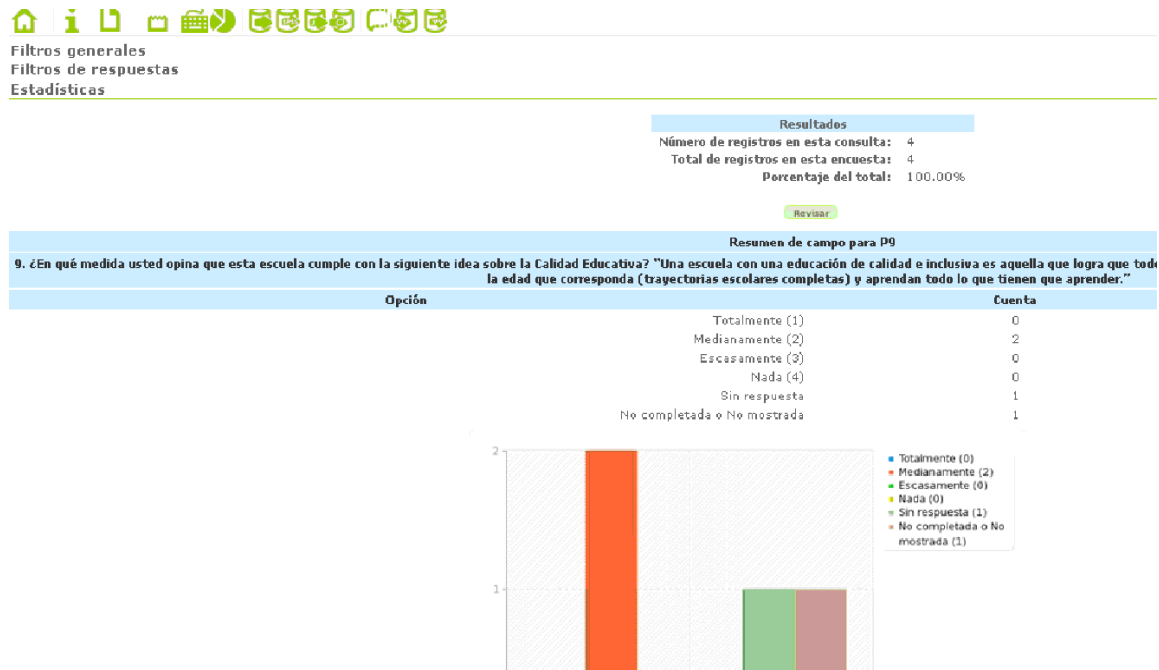 Filtros generales
Filtros de respuestas
Estadísticas
Resultados
Número de registros en esta consulta: 4
Total de registros en esta encuesta: 4
Porcentaje del total: 100.00%
Revisar
Resumen de campo para P9
9. ¿En qué medida usted opina que esta escuela cumple con la siguiente idea sobre la Calidad Educativa? "Una escuela con una educación de calidad e inclusiva es aquella que logra que tod
la edad que corresponda (trayectorias escolares completas) y aprendan todo lo que tienen que aprender."
Opción Cuenta
Totalmente (1) 0
Medianamente (2) 2
Escasamente (3) 0
Nada (4) 0
Sin respuesta 1
No completada o No mostrada 1
2
1
Totalmente (0)
Medianamente (2)
Escasamente (0)
Nada (0)
Sin respuesta (1)
No completada o No
mostrada (1)